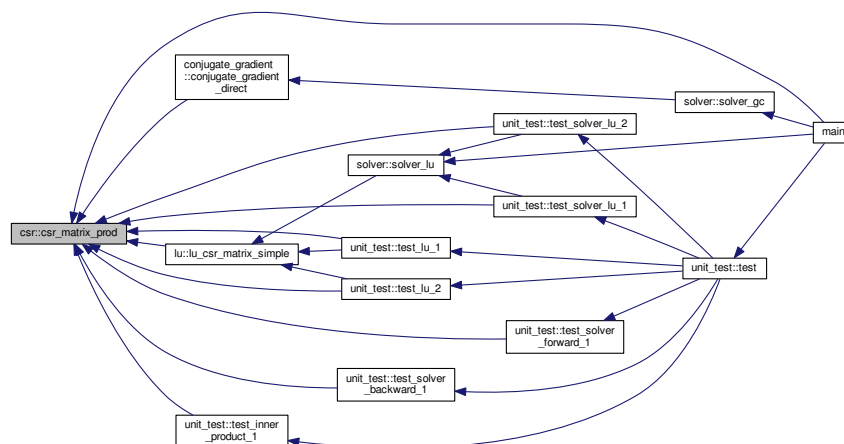 conjugate_gradient
::conjugate_gradient
_direct
solver::solver_gc
main
unit_test::test_solver_lu_2
solver::solver_lu
unit_test::test_solver_lu_1
csr::csr_matrix_prod
lu::lu_csr_matrix_simple
unit_test::test_lu_1
unit_test::test
unit_test::test_lu_2
unit_test::test_solver
_forward_1
unit_test::test_solver
_backward_1
unit_test::test_inner
_product_1